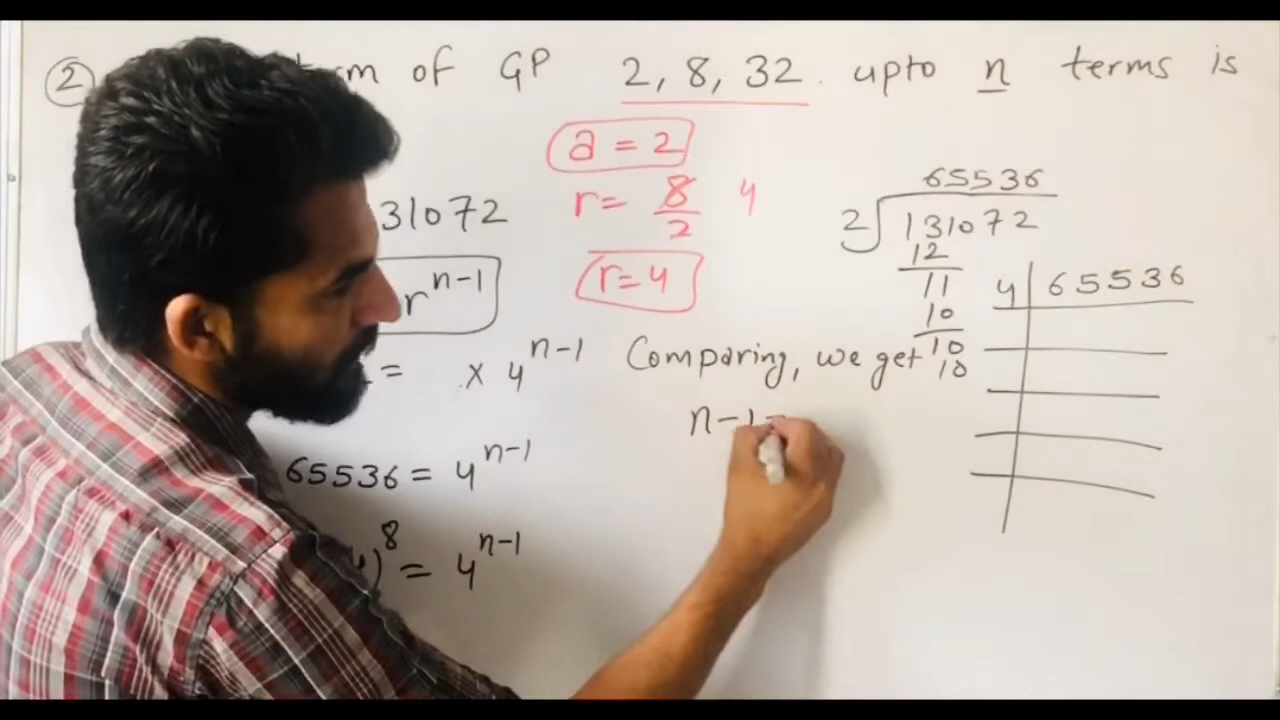 ② of GP 2, 8, 32. upto n terms is
a = 2
r = 8/2 4
r = 4
31072
r^{n-1}
= x 4^{n-1}
65536 = 4^{n-1}
)^8 = 4^{n-1}
Comparing, we get
n-1=
65536
2 131072
12
11
10
10
10
4 65536